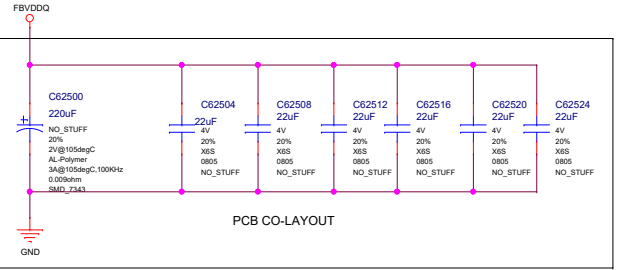 FBVDDQ
C62500
220uF
NO_STUFF
20%
2V@105degC
AL-Polymer
3A@105degC,100KHz
0.009ohm
SMD_7343
C62504
22uF
4V
20%
X6S
0805
NO_STUFF
C62508
22uF
4V
20%
X6S
0805
NO_STUFF
C62512
22uF
4V
20%
X6S
0805
NO_STUFF
C62516
22uF
4V
20%
X6S
0805
NO_STUFF
C62520
22uF
4V
20%
X6S
0805
NO_STUFF
C62524
22uF
4V
20%
X6S
0805
NO_STUFF
PCB CO-LAYOUT
GND